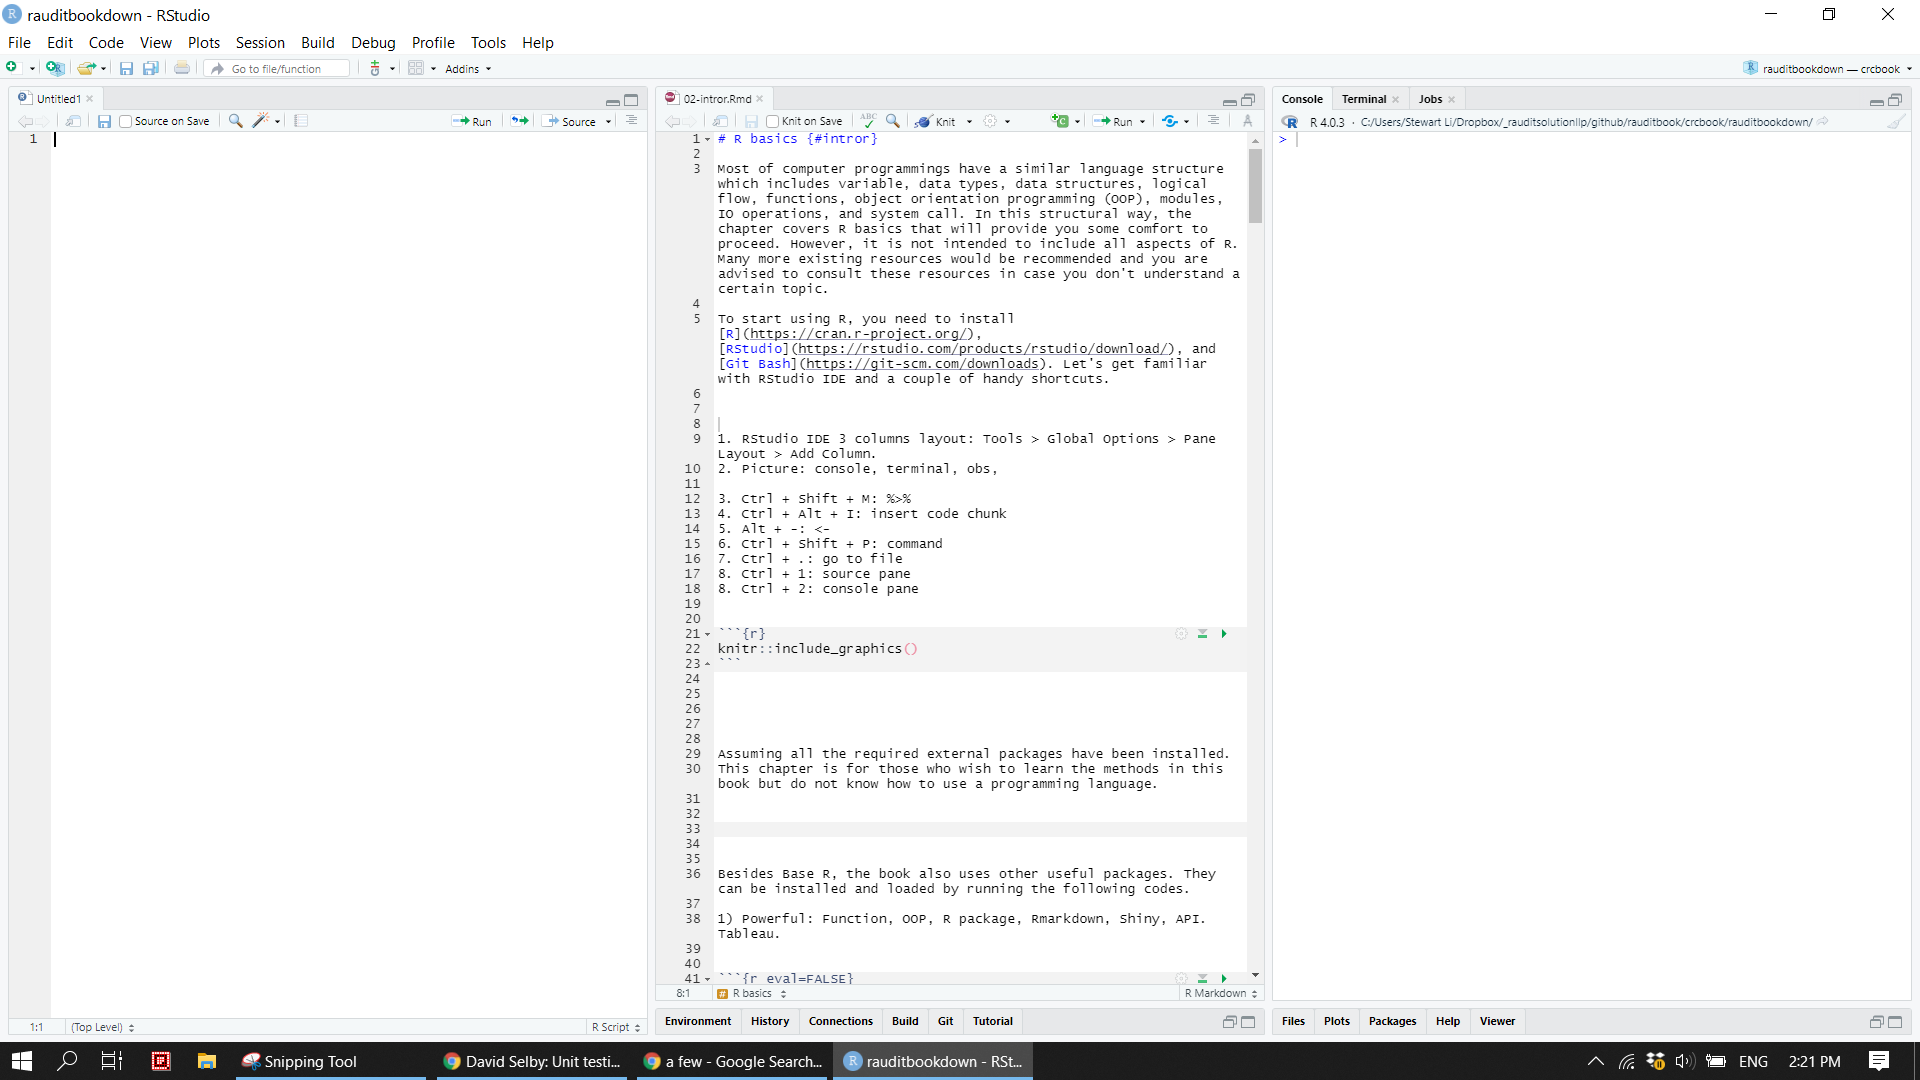 rauditbookdown - RStudio
File Edit Code View Plots Session Build Debug Profile Tools Help
Go to file/function Addins rauditbookdown — crcbook
Untitled1
Source on Save Run Source
1
1:1 (Top Level) R Script
02-intror.Rmd
Knit on Save ABC Knit Run
1 # R basics {#intror}
2
3 Most of computer programmings have a similar language structure
which includes variable, data types, data structures, logical
flow, functions, object orientation programming (OOP), modules,
IO operations, and system call. In this structural way, the
chapter covers R basics that will provide you some comfort to
proceed. However, it is not intended to include all aspects of R.
Many more existing resources would be recommended and you are
advised to consult these resources in case you don't understand a
certain topic.
4
5 To start using R, you need to install
[R](https://cran.r-project.org/),
[RStudio](https://rstudio.com/products/rstudio/download/), and
[Git Bash](https://git-scm.com/downloads). Let's get familiar
with RStudio IDE and a couple of handy shortcuts.
6
7
8
9 1. RStudio IDE 3 columns layout: Tools > Global Options > Pane
Layout > Add Column.
10 2. Picture: console, terminal, obs,
11
12 3. Ctrl + Shift + M: %>%
13 4. Ctrl + Alt + I: insert code chunk
14 5. Alt + -: <-
15 6. Ctrl + Shift + P: command
16 7. Ctrl + .: go to file
17 8. Ctrl + 1: source pane
18 8. Ctrl + 2: console pane
19
20
21 ```{r}
22 knitr::include_graphics()
23 ```
24
25
26
27
28
29 Assuming all the required external packages have been installed.
30 This chapter is for those who wish to learn the methods in this
book but do not know how to use a programming language.
31
32
33
34
35
36 Besides Base R, the book also uses other useful packages. They
can be installed and loaded by running the following codes.
37
38 1) Powerful: Function, OOP, R package, Rmarkdown, Shiny, API.
Tableau.
39
40
41 ```{r eval=FALSE}
8:1 # R basics R Markdown
Environment History Connections Build Git Tutorial
Console Terminal Jobs
R 4.0.3 · C:/Users/Stewart Li/Dropbox/_rauditsolutionllp/github/rauditbook/crcbook/rauditbookdown/
>
Files Plots Packages Help Viewer
Snipping Tool David Selby: Unit testi... a few - Google Search... rauditbookdown - RSt... ENG 2:21 PM